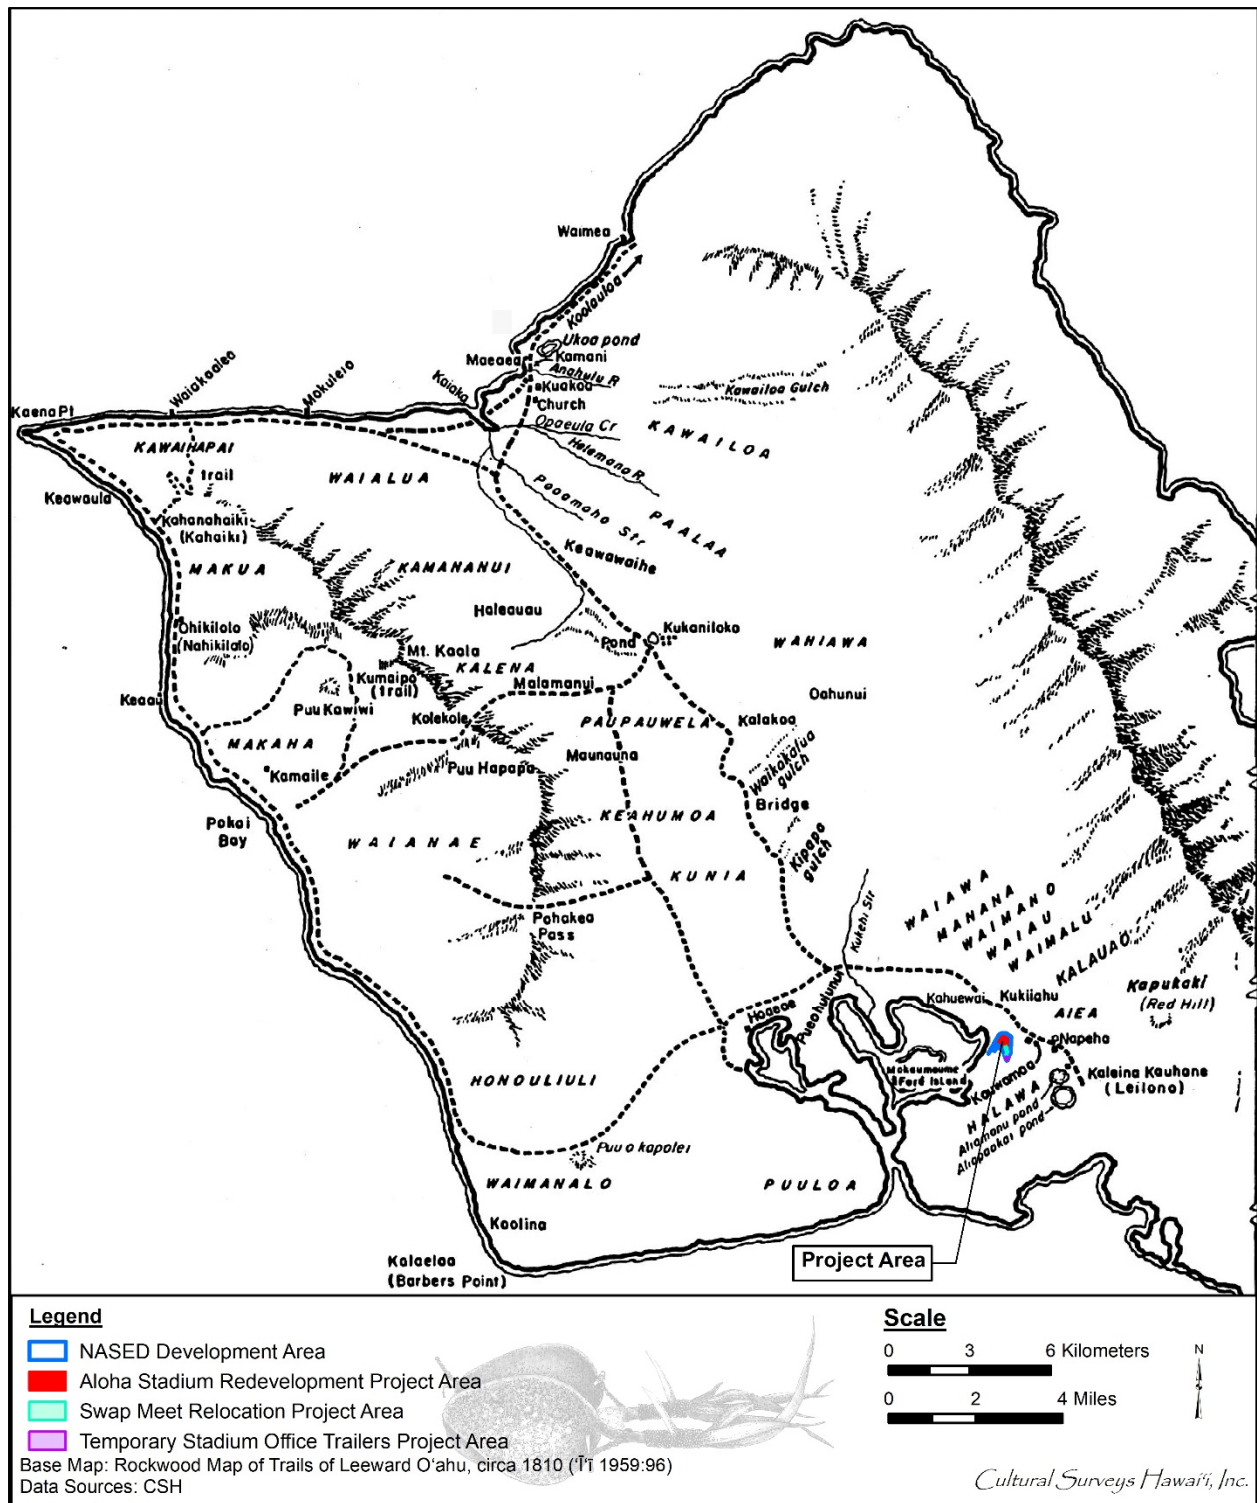 Waimea
Koolauloa
Ukoa pond
Maeaea
Kamani
Anahulu R
Kuakoa
Church
Kaiaka
Opaeula Cr
Helemano R
Kawailoa Gulch
KAWAILOA
Waiakaalea
Mokuleia
Kaena Pt
KAWAIHAPAI
trail
WAIALUA
Keawaula
Kahanahaiki
(Kahaiki)
Pooamoho Str
PAALAA
Keawawaihe
MAKUA
KAMANANUI
Haleauau
Ohikilolo
(Nahikilolo)
Pond
Kukaniloko
WAHIAWA
Mt. Kaala
KALENA
Kumaipo
(trail)
Malamanui
Oahunui
Keaau
Puu Kawiwi
Kolekole
PAUPAUWELA
Kalakoa
MAKAHA
Kamaile
Puu Hapapa
Maunauna
Waikakalua
gulch
Bridge
Pokai
Bay
WAIANAE
KEAHUMOA
Kipapa
gulch
KUNIA
Pohakea
Pass
Kukehi Str
WAIAWA
MANANA
WAIMANO
WAIAU
WAIMALU
KALAUAO
Kapukaki
(Red Hill)
Kahuewai
Kukiiahu
AIEA
Hoaeae
Pueohulunui
Napeha
Mokaumoume
Ford Island
Kauwamoa
HALAWA
Kaleina Kauhane
(Leilono)
Aliamanu pond
Aliapaakai pond
HONOULIULI
Puu o kapolei
WAIMANALO
PUULOA
Koolina
Kalaeloa
(Barbers Point)
Project Area
Legend
NASED Development Area
Aloha Stadium Redevelopment Project Area
Swap Meet Relocation Project Area
Temporary Stadium Office Trailers Project Area
Base Map: Rockwood Map of Trails of Leeward Oʻahu, circa 1810 (ʻĪʻī 1959:96)
Data Sources: CSH
Scale
0 3 6 Kilometers
0 2 4 Miles
N
Cultural Surveys Hawaiʻi, Inc.